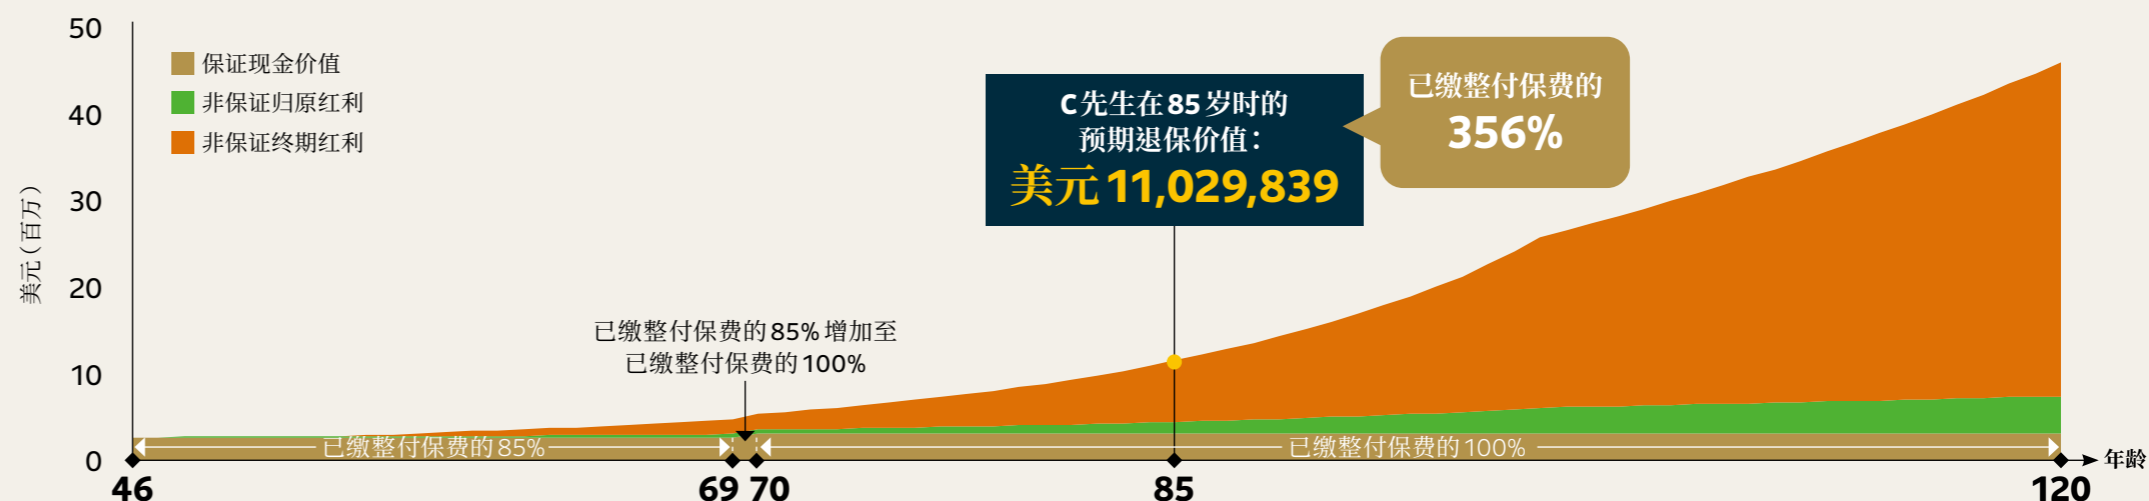 50
40
30
20
10
0
美元(百万)
保证现金价值
非保证归原红利
非保证终期红利
C先生在85岁时的
预期退保价值：
美元11,029,839
已缴整付保费的
356%
已缴整付保费的85%增加至
已缴整付保费的100%
已缴整付保费的85%
已缴整付保费的100%
年龄
46
69
70
85
120